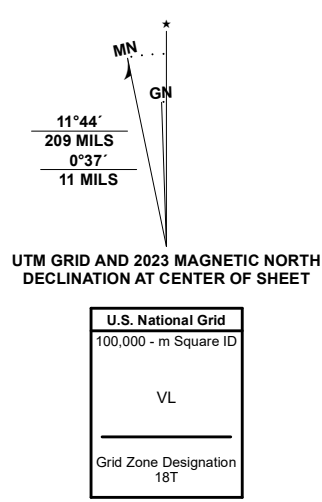 ★
MN
GN
11°44´
209 MILS
0°37´
11 MILS
UTM GRID AND 2023 MAGNETIC NORTH
DECLINATION AT CENTER OF SHEET
U.S. National Grid
100,000 - m Square ID
VL
Grid Zone Designation
18T